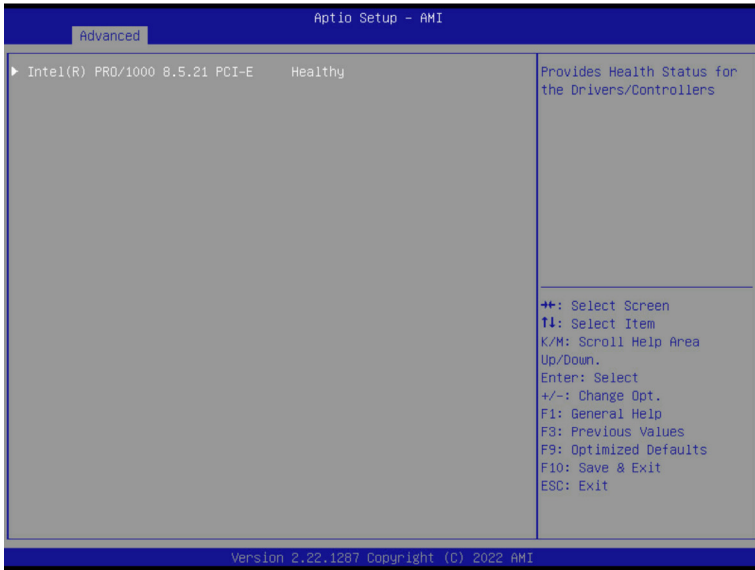 Aptio Setup – AMI
Advanced
▶ Intel(R) PRO/1000 8.5.21 PCI-E Healthy
Provides Health Status for
the Drivers/Controllers
→←: Select Screen
↑↓: Select Item
K/M: Scroll Help Area
Up/Down.
Enter: Select
+/-: Change Opt.
F1: General Help
F3: Previous Values
F9: Optimized Defaults
F10: Save & Exit
ESC: Exit
Version 2.22.1287 Copyright (C) 2022 AMI